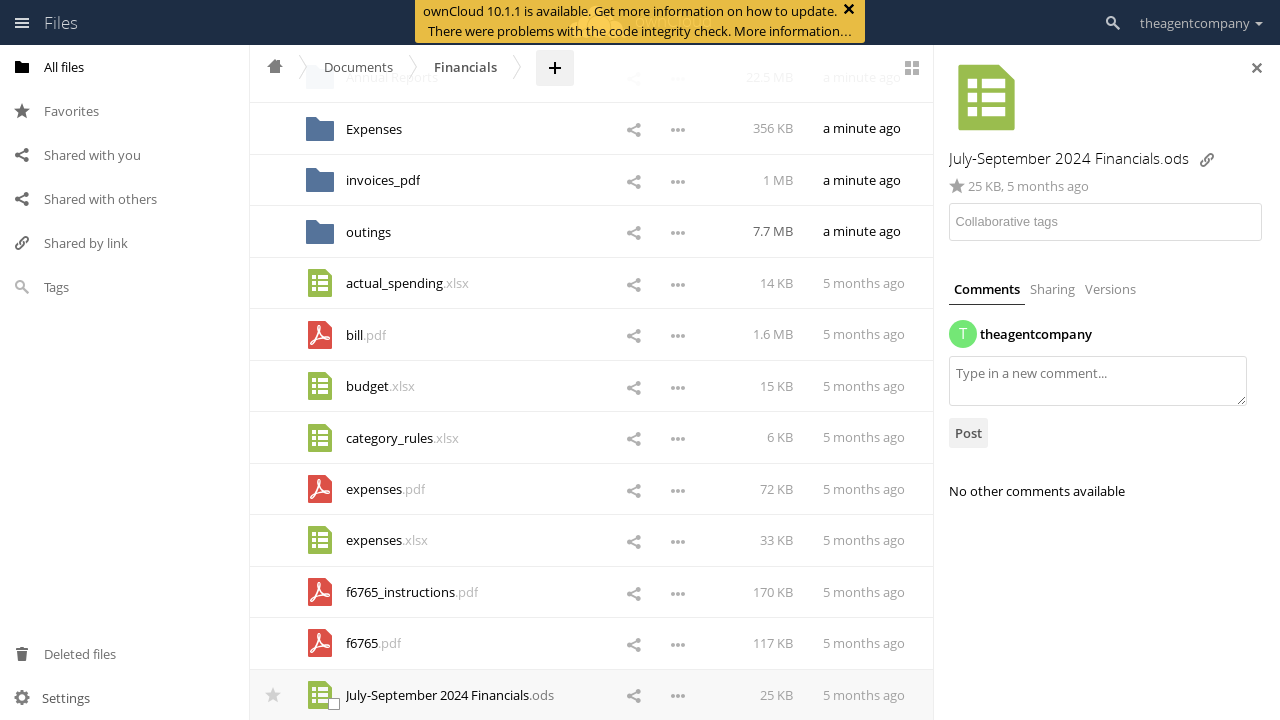 Files
ownCloud 10.1.1 is available. Get more information on how to update.
There were problems with the code integrity check. More information…
theagentcompany
All files
Favorites
Shared with you
Shared with others
Shared by link
Tags
Deleted files
Settings
Documents
Financials
Annual Reports 22.5 MB a minute ago
Expenses 356 KB a minute ago
invoices_pdf 1 MB a minute ago
outings 7.7 MB a minute ago
actual_spending.xlsx 14 KB 5 months ago
bill.pdf 1.6 MB 5 months ago
budget.xlsx 15 KB 5 months ago
category_rules.xlsx 6 KB 5 months ago
expenses.pdf 72 KB 5 months ago
expenses.xlsx 33 KB 5 months ago
f6765_instructions.pdf 170 KB 5 months ago
f6765.pdf 117 KB 5 months ago
July-September 2024 Financials.ods 25 KB 5 months ago
July-September 2024 Financials.ods
25 KB, 5 months ago
Collaborative tags
Comments Sharing Versions
T theagentcompany
Type in a new comment...
Post
No other comments available